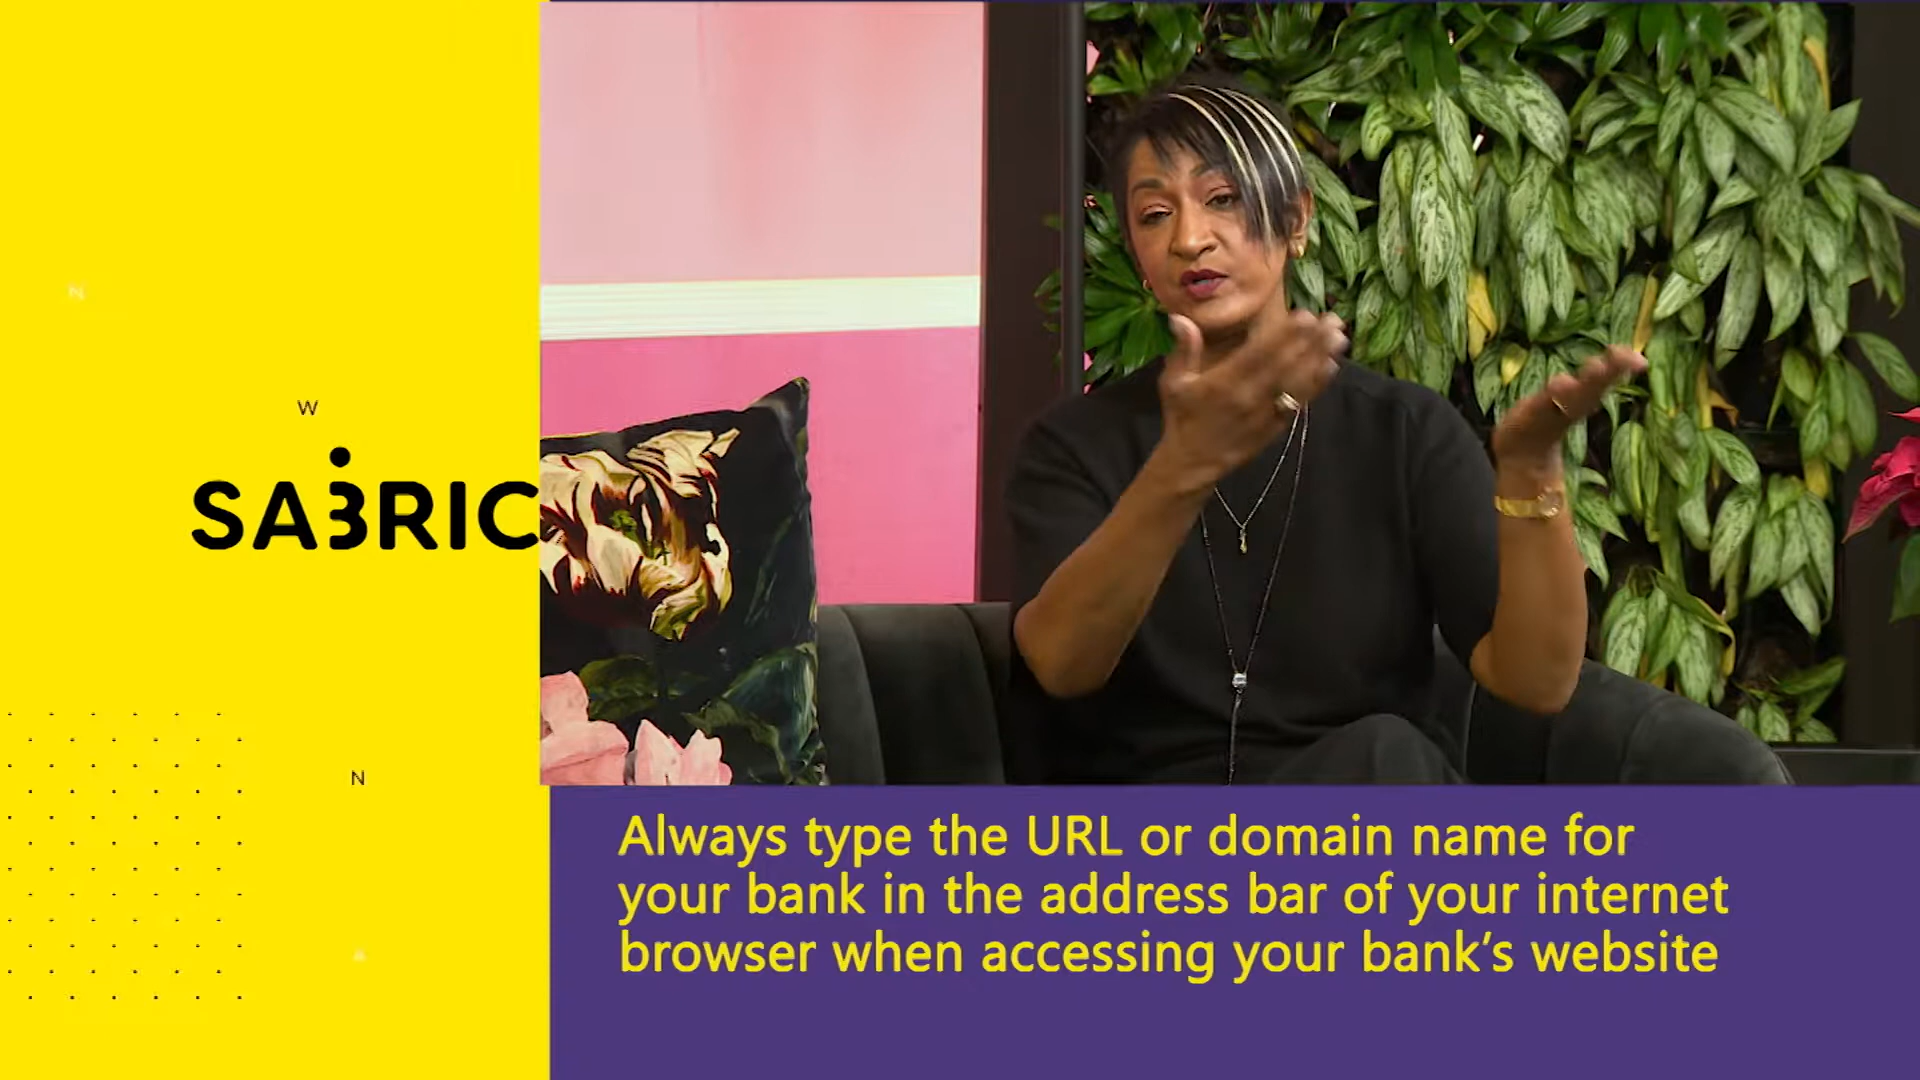 N
W
SABRIC
N
A
Always type the URL or domain name for
your bank in the address bar of your internet
browser when accessing your bank’s website